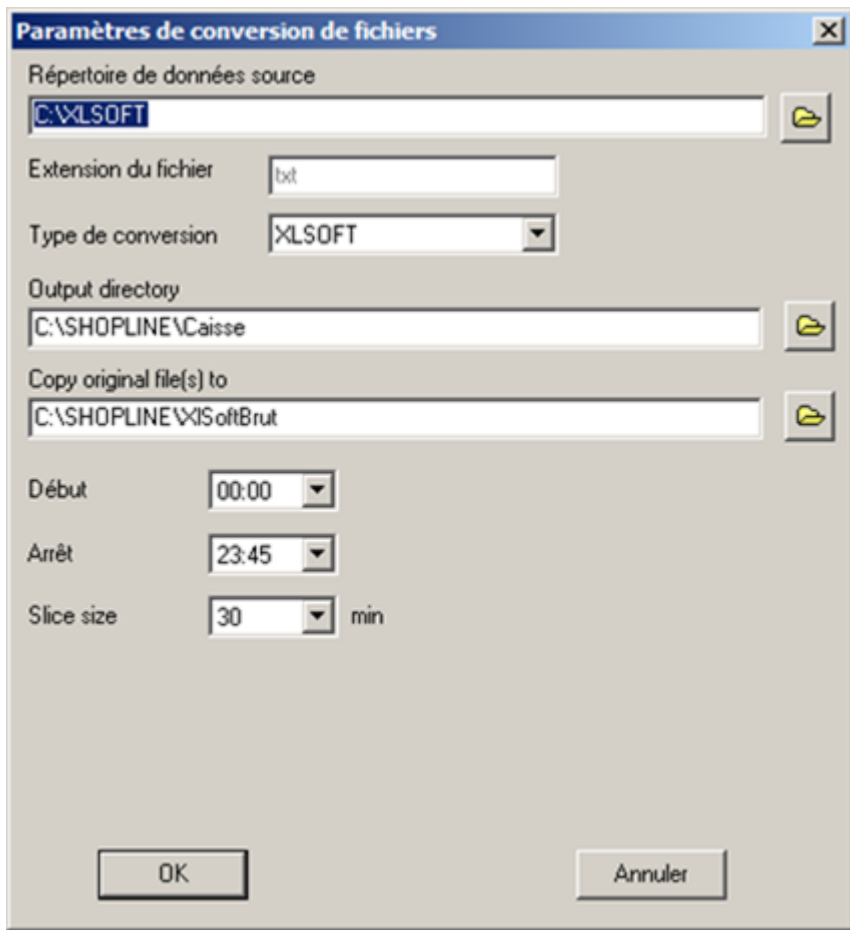 Paramètres de conversion de fichiers
Répertoire de données source
C:\XLSOFT
Extension du fichier txt
Type de conversion XLSOFT
Output directory
C:\SHOPLINE\Caisse
Copy original file(s) to
C:\SHOPLINE\XlSoftBrut
Début 00:00
Arrêt 23:45
Slice size 30 min
OK Annuler